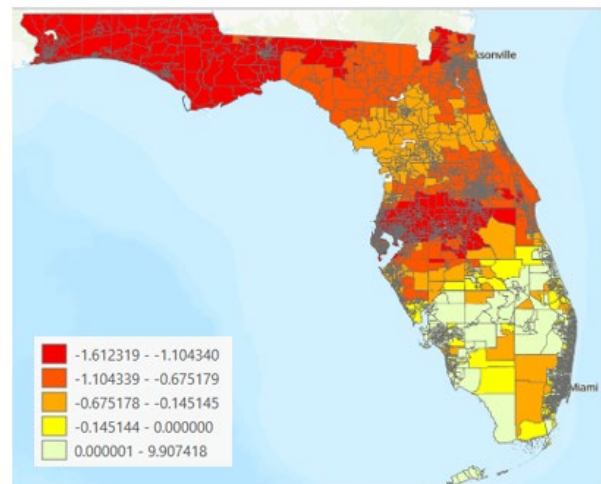 ksonville
Miami
-1.612319 - -1.104340
-1.104339 - -0.675179
-0.675178 - -0.145145
-0.145144 - 0.000000
0.000001 - 9.907418